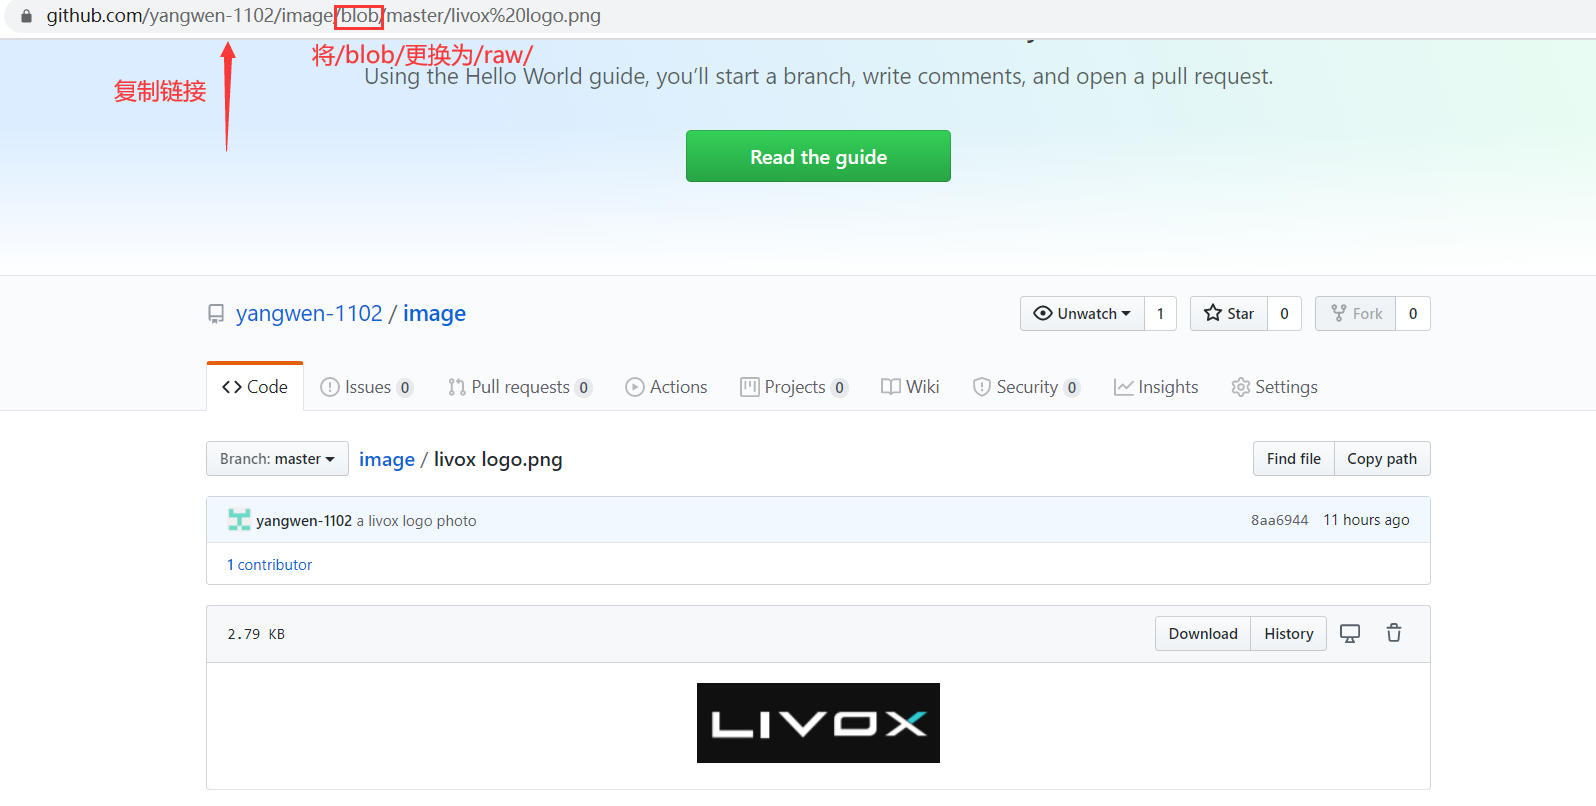 github.com/yangwen-1102/image/blob/master/livox%20logo.png
将/blob/更换为/raw/
复制链接
Using the Hello World guide, you’ll start a branch, write comments, and open a pull request.
Read the guide
yangwen-1102 / image
Unwatch 1 Star 0 Fork 0
Code Issues 0 Pull requests 0 Actions Projects 0 Wiki Security 0 Insights Settings
Branch: master image / livox logo.png Find file Copy path
yangwen-1102 a livox logo photo 8aa6944 11 hours ago
1 contributor
2.79 KB Download History
LIVOX